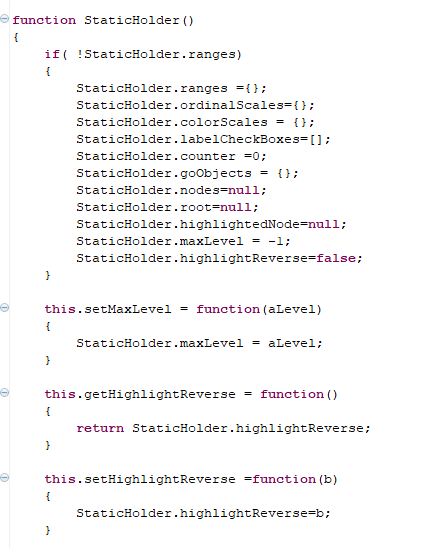 function StaticHolder()
{
    if( !StaticHolder.ranges)
    {
        StaticHolder.ranges ={};
        StaticHolder.ordinalScales={};
        StaticHolder.colorScales = {};
        StaticHolder.labelCheckBoxes=[];
        StaticHolder.counter =0;
        StaticHolder.goObjects = {};
        StaticHolder.nodes=null;
        StaticHolder.root=null;
        StaticHolder.highlightedNode=null;
        StaticHolder.maxLevel = -1;
        StaticHolder.highlightReverse=false;
    }
    this.setMaxLevel = function(aLevel)
    {
        StaticHolder.maxLevel = aLevel;
    }
    this.getHighlightReverse = function()
    {
        return StaticHolder.highlightReverse;
    }
    this.setHighlightReverse =function(b)
    {
        StaticHolder.highlightReverse=b;
    }